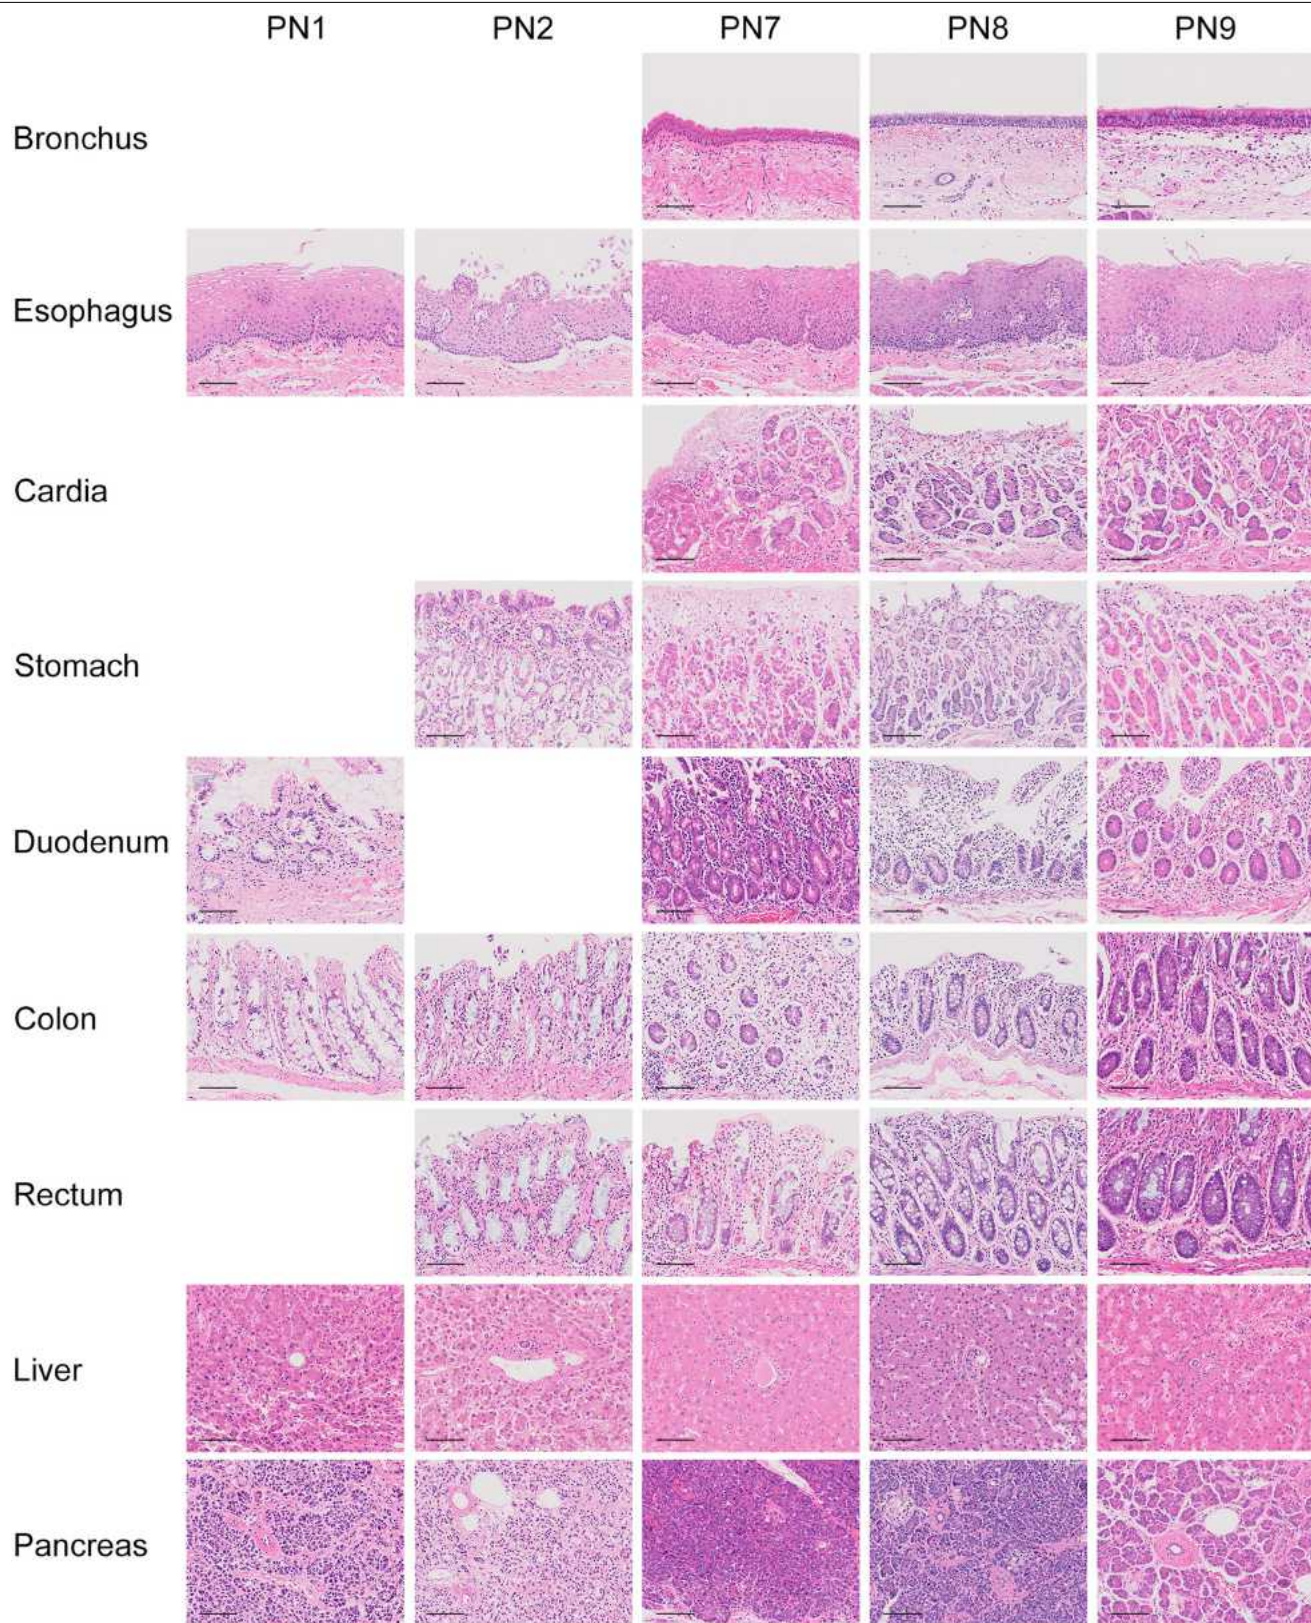 PN1 PN2 PN7 PN8 PN9
Bronchus
Esophagus
Cardia
Stomach
Duodenum
Colon
Rectum
Liver
Pancreas